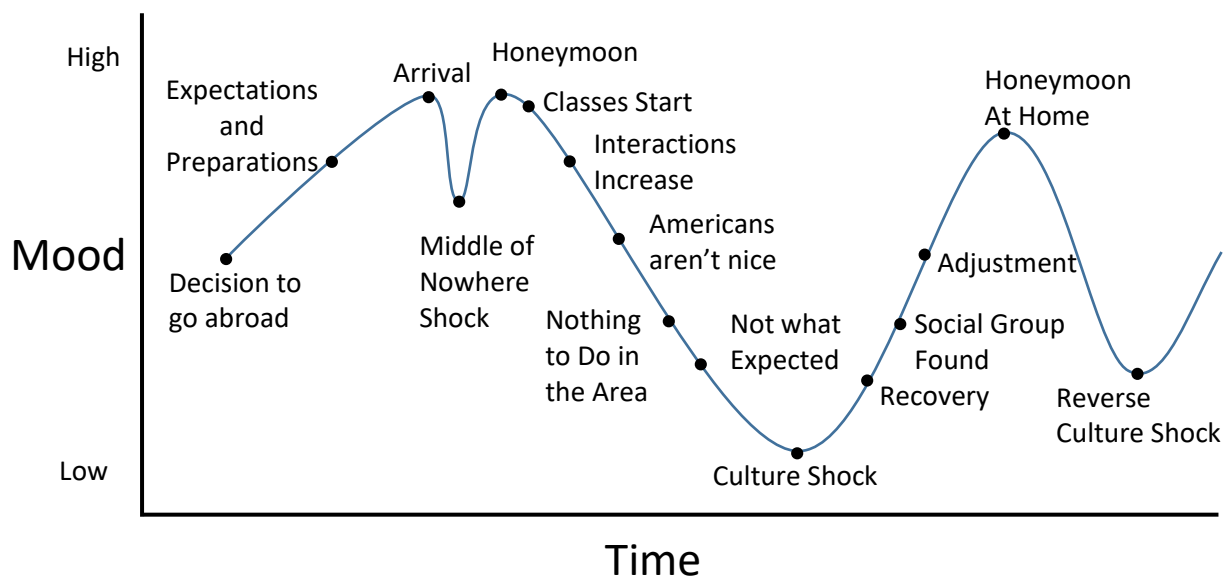 High
Expectations
and
Preparations
Arrival
Honeymoon
Classes Start
Interactions
Increase
Honeymoon
At Home
Mood
Decision to
go abroad
Middle of
Nowhere
Shock
Americans
aren't nice
Adjustment
Nothing
to Do in
the Area
Not what
Expected
Social Group
Found
Recovery
Reverse
Culture Shock
Low
Culture Shock
Time